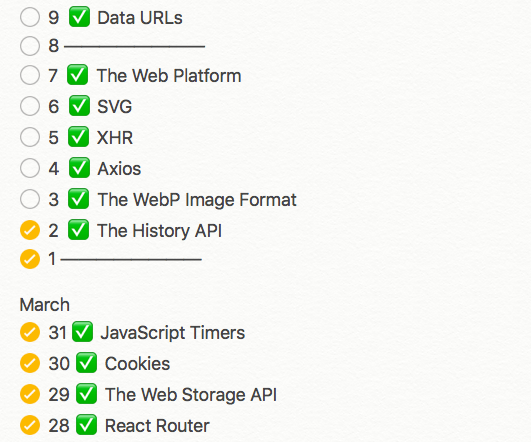 9 ✅ Data URLs
8 ————————
7 ✅ The Web Platform
6 ✅ SVG
5 ✅ XHR
4 ✅ Axios
3 ✅ The WebP Image Format
2 ✅ The History API
1 ————————
March
31 ✅ JavaScript Timers
30 ✅ Cookies
29 ✅ The Web Storage API
28 ✅ React Router